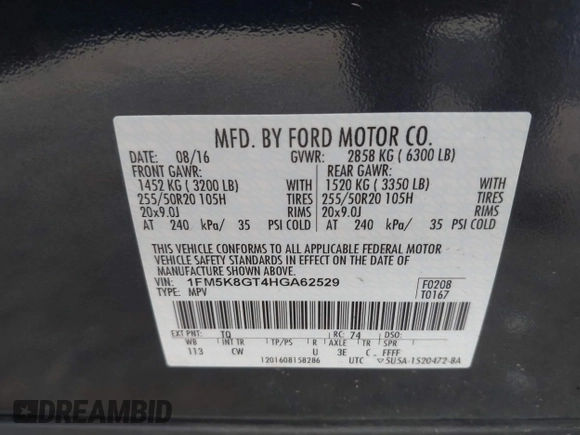 MFD. BY FORD MOTOR CO.
DATE: 08/16 GVWR: 2858 KG ( 6300 LB)
FRONT GAWR: REAR GAWR:
1452 KG ( 3200 LB) WITH 1520 KG ( 3350 LB) WITH
255/50R20 105H TIRES 255/50R20 105H TIRES
20x9.0J RIMS 20x9.0J RIMS
AT 240 kPa/ 35 PSI COLD AT 240 kPa/ 35 PSI COLD
THIS VEHICLE CONFORMS TO ALL APPLICABLE FEDERAL MOTOR
VEHICLE SAFETY STANDARDS IN EFFECT ON THE DATE OF
MANUFACTURE SHOWN ABOVE.
VIN: 1FM5K8GT4HGA62529 F0208
TYPE: MPV T0167
EXT PNT: TQ RC: 74 DSO:
WB INT TR TP/PS R AXLE TR SPR
113 CW U 3E C FFFF
1201608158286 UTC ▽5U5A-1520472-BA
DREAMBID